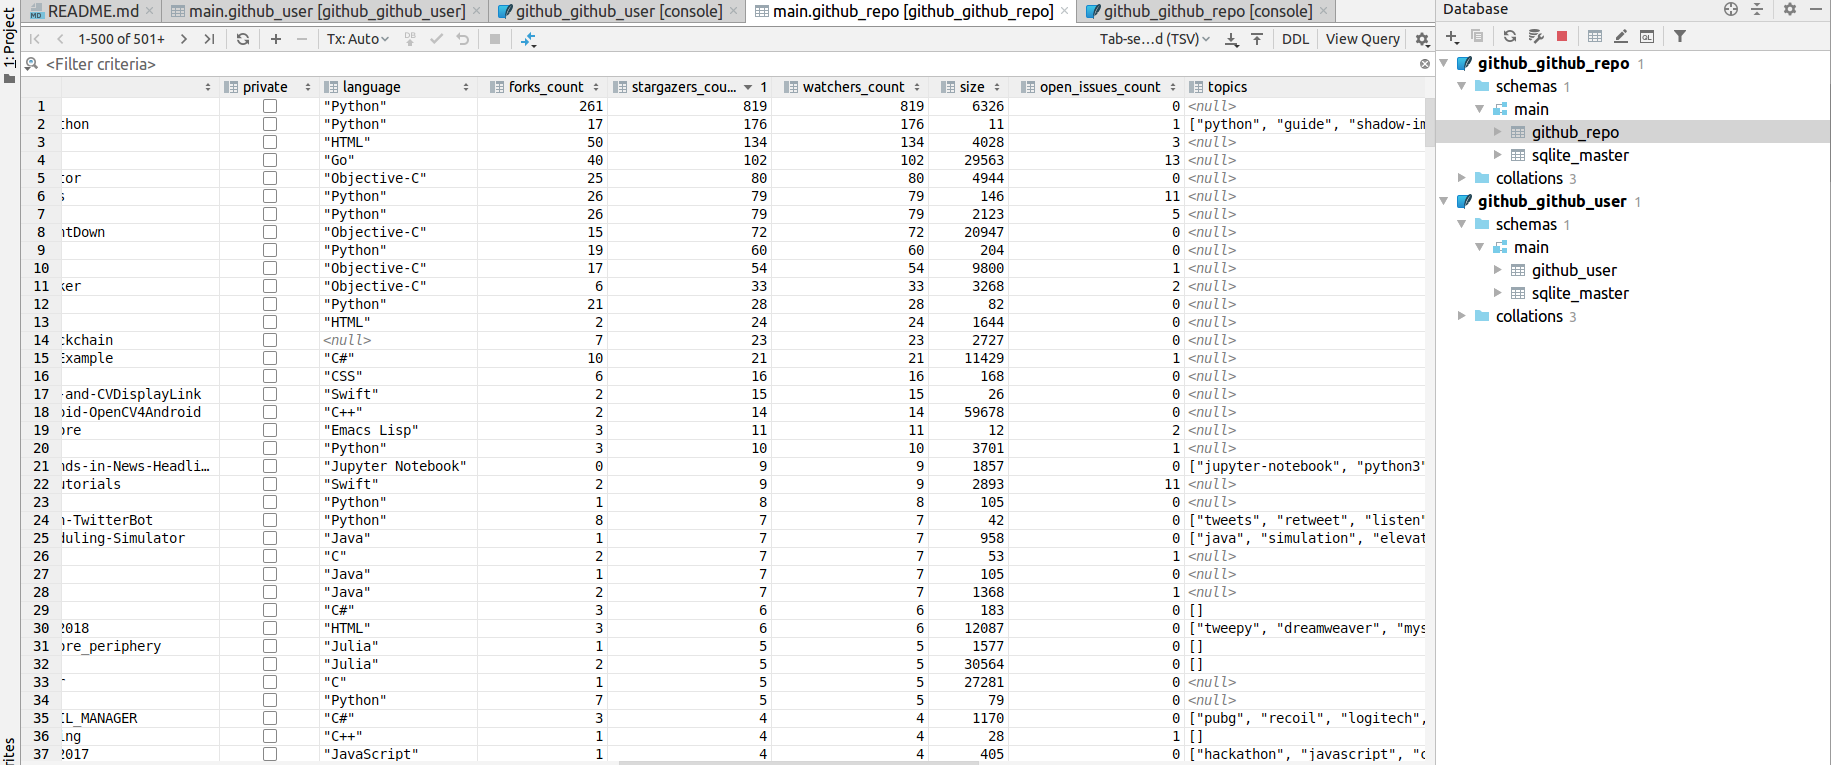 README.md main.github_user [github_github_user] github_github_user [console] main.github_repo [github_github_repo] github_github_repo [console]
1-500 of 501+ Tx: Auto DB Tab-se...d (TSV) DDL View Query
<Filter criteria>
private language forks_count stargazers_cou... 1 watchers_count size open_issues_count topics
1 "Python" 261 819 819 6326 0 <null>
2 thon "Python" 17 176 176 11 1 ["python", "guide", "shadow-im
3 "HTML" 50 134 134 4028 3 <null>
4 "Go" 40 102 102 29563 13 <null>
5 tor "Objective-C" 25 80 80 4944 0 <null>
6 s "Python" 26 79 79 146 11 <null>
7 "Python" 26 79 79 2123 5 <null>
8 ntDown "Objective-C" 15 72 72 20947 0 <null>
9 "Python" 19 60 60 204 0 <null>
10 "Objective-C" 17 54 54 9800 1 <null>
11 ker "Objective-C" 6 33 33 3268 2 <null>
12 "Python" 21 28 28 82 0 <null>
13 "HTML" 2 24 24 1644 0 <null>
14 ckchain <null> 7 23 23 2727 0 <null>
15 Example "C#" 10 21 21 11429 1 <null>
16 "CSS" 6 16 16 168 0 <null>
17 -and-CVDisplayLink "Swift" 2 15 15 26 0 <null>
18 oid-OpenCV4Android "C++" 2 14 14 59678 0 <null>
19 ore "Emacs Lisp" 3 11 11 12 2 <null>
20 "Python" 3 10 10 3701 1 <null>
21 nds-in-News-Headli... "Jupyter Notebook" 0 9 9 1857 0 ["jupyter-notebook", "python3"
22 utorials "Swift" 2 9 9 2893 11 <null>
23 "Python" 1 8 8 105 0 <null>
24 n-TwitterBot "Python" 8 7 7 42 0 ["tweets", "retweet", "listen"
25 duling-Simulator "Java" 1 7 7 958 0 ["java", "simulation", "elevat
26 "C" 2 7 7 53 1 <null>
27 "Java" 1 7 7 105 0 <null>
28 "Java" 2 7 7 1368 1 <null>
29 "C#" 3 6 6 183 0 []
30 2018 "HTML" 3 6 6 12087 0 ["tweepy", "dreamweaver", "mys
31 ore_periphery "Julia" 1 5 5 1577 0 []
32 "Julia" 2 5 5 30564 0 []
33 r "C" 1 5 5 27281 0 <null>
34 "Python" 7 5 5 79 0 <null>
35 IL_MANAGER "C#" 3 4 4 1170 0 ["pubg", "recoil", "logitech",
36 ing "C++" 1 4 4 28 1 []
37 2017 "JavaScript" 1 4 4 405 0 ["hackathon", "javascript", "c
Database
github_github_repo 1
schemas 1
main
github_repo
sqlite_master
collations 3
github_github_user 1
schemas 1
main
github_user
sqlite_master
collations 3
1: Project
rites